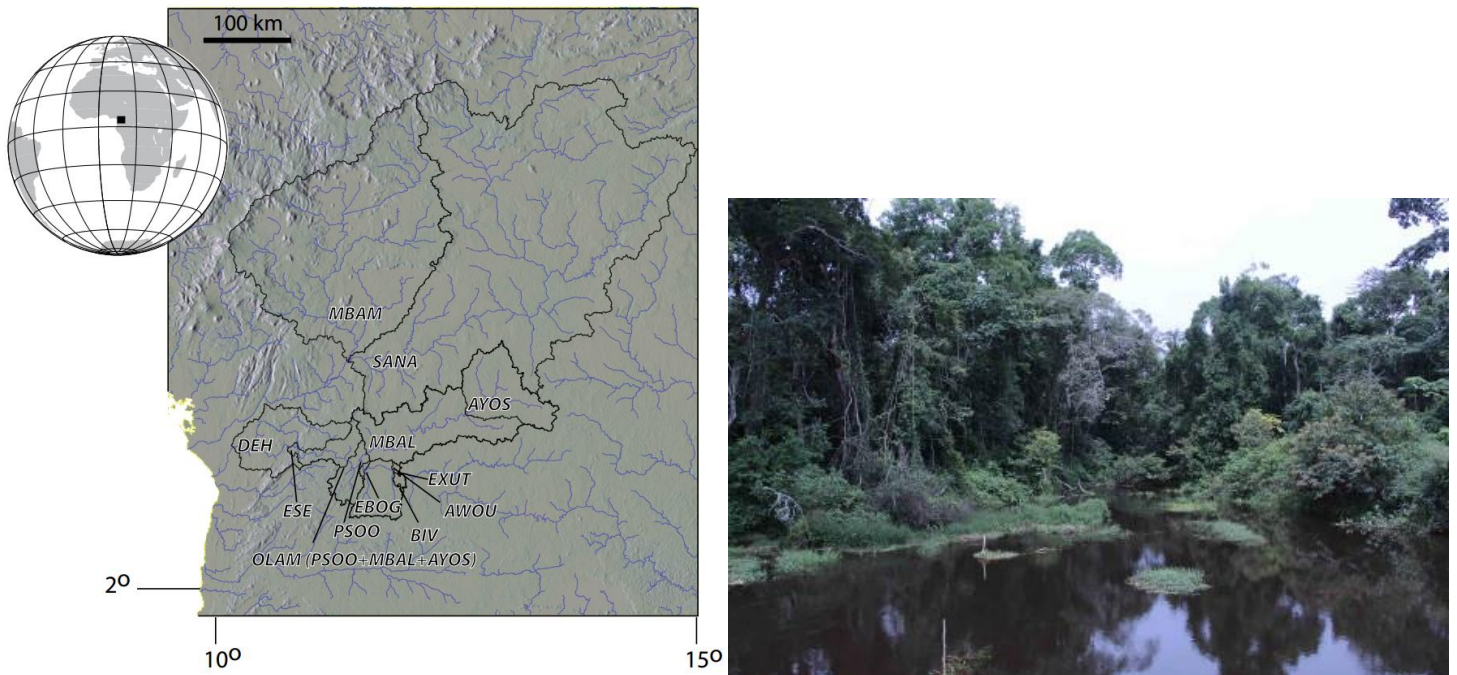 100 km
MBAM
SANA
AYOS
DEH
MBAL
EXUT
ESE
EBOG
AWOU
PSOO
BIV
OLAM (PSOO+MBAL+AYOS)
2º
10º
15º